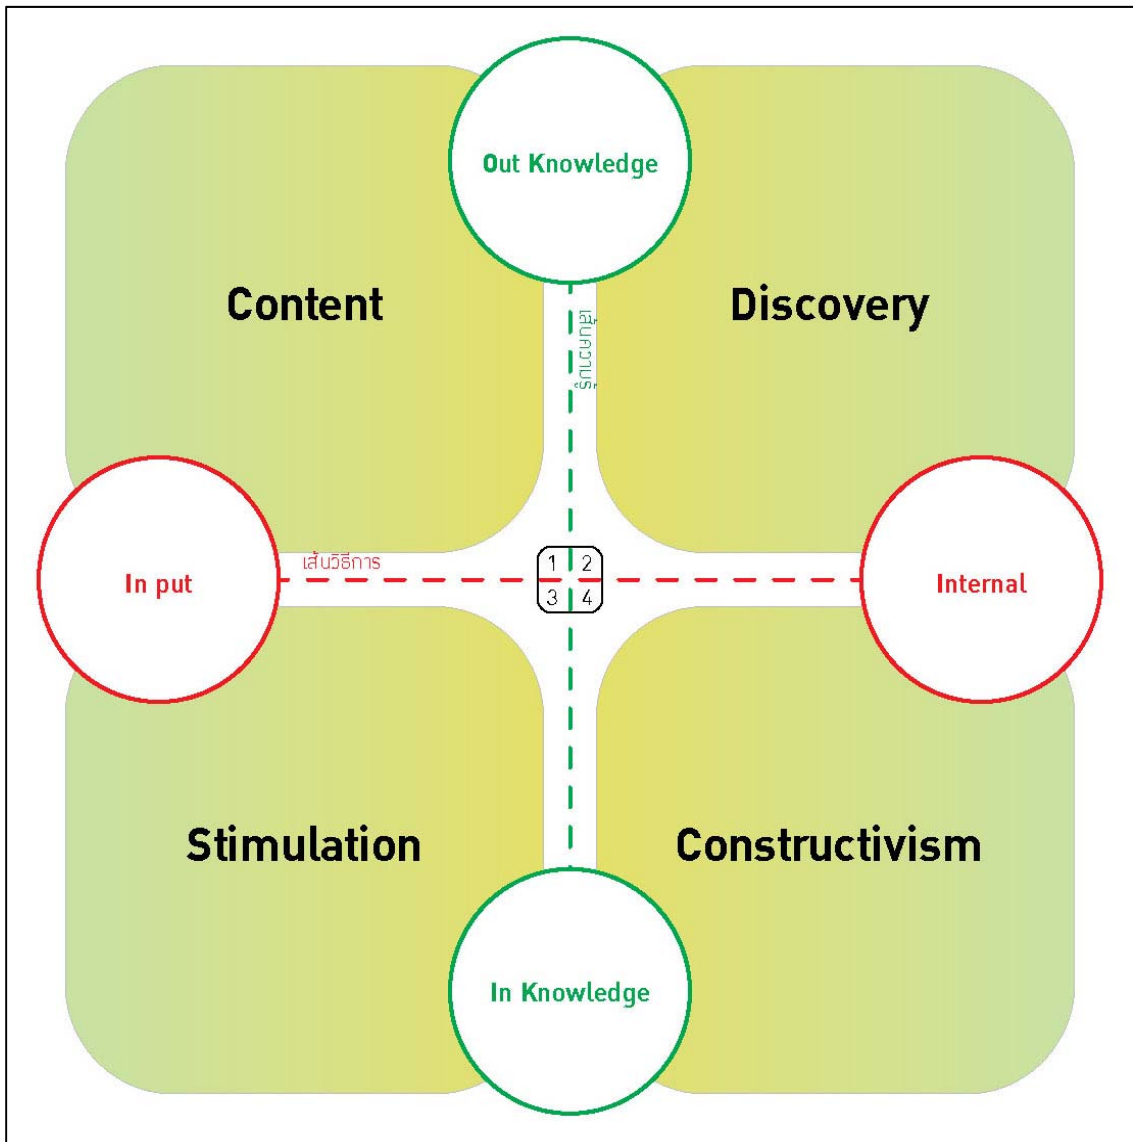 Out Knowledge
Content
Discovery
เส้นความรู้
เส้นวิธีการ
In put
1 2
3 4
Internal
Stimulation
Constructivism
In Knowledge